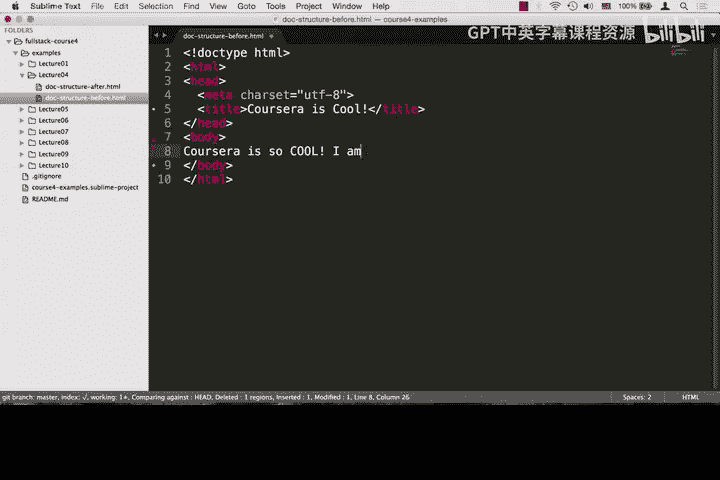 Sublime Text File Edit Selection Find View Goto Tools Project Window Help 100%
doc-structure-before.html — course4-examples
GPT中英字幕课程资源 bilibili
FOLDERS
fullstack-course4
examples
Lecture01
Lecture04
doc-structure-after.html
doc-structure-before.html
Lecture05
Lecture06
Lecture07
Lecture08
Lecture09
Lecture10
.gitignore
course4-examples.sublime-project
README.md
doc-structure-before.html
1 <!doctype html>
2 <html>
3 <head>
4 <meta charset="utf-8">
5 <title>Coursera is Cool!</title>
6 </head>
7 <body>
8 Coursera is so COOL! I am
9 </body>
10 </html>
git branch: master, index: √, working: 1≠, Comparing against : HEAD, Deleted : 1 regions, Inserted : 1, Modified : 1, Line 8, Column 26 Spaces: 2 HTML